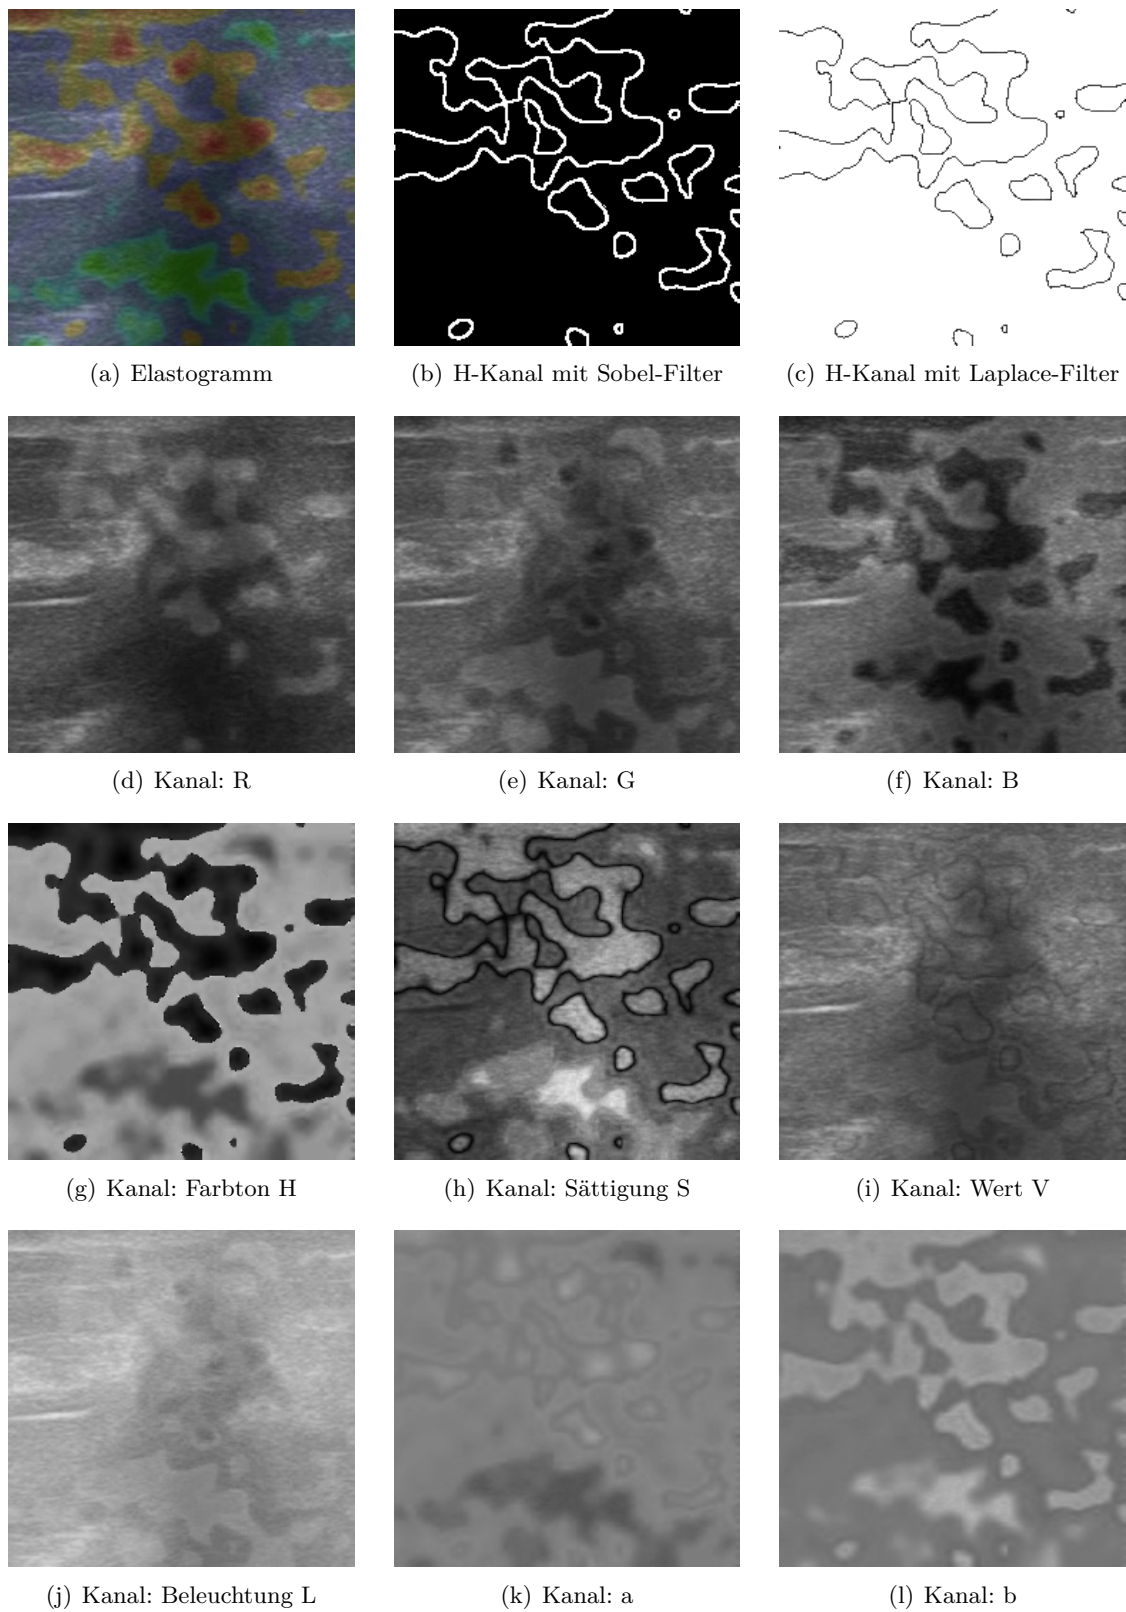 (a) Elastogramm
(b) H-Kanal mit Sobel-Filter
(c) H-Kanal mit Laplace-Filter
(d) Kanal: R
(e) Kanal: G
(f) Kanal: B
(g) Kanal: Farbton H
(h) Kanal: Sättigung S
(i) Kanal: Wert V
(j) Kanal: Beleuchtung L
(k) Kanal: a
(l) Kanal: b